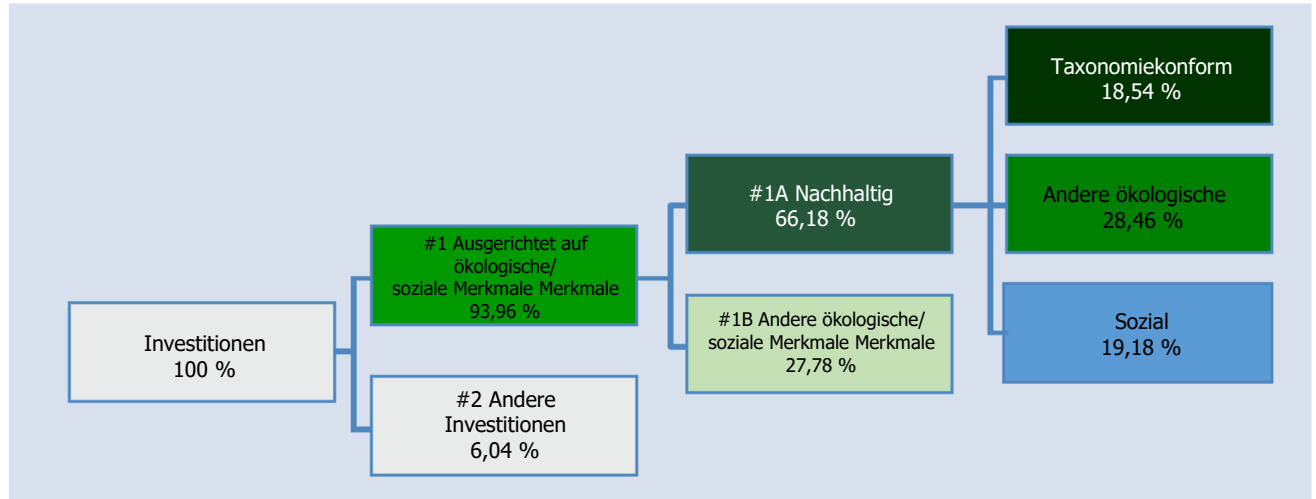 Investitionen
100 %
#1 Ausgerichtet auf
ökologische/
soziale Merkmale Merkmale
93,96 %
#2 Andere
Investitionen
6,04 %
#1A Nachhaltig
66,18 %
#1B Andere ökologische/
soziale Merkmale Merkmale
27,78 %
Taxonomiekonform
18,54 %
Andere ökologische
28,46 %
Sozial
19,18 %